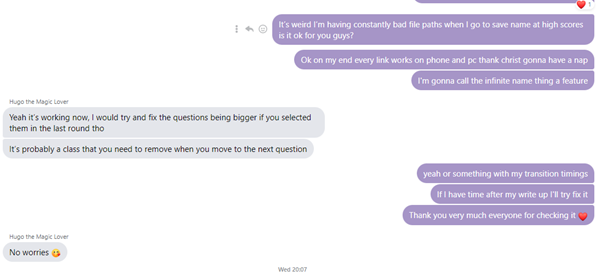 1
It's weird I'm having constantly bad file paths when I go to save name at high scores
is it ok for you guys?
Ok on my end every link works on phone and pc thank christ gonna have a nap
I'm gonna call the infinite name thing a feature
Hugo the Magic Lover
Yeah it's working now, I would try and fix the questions being bigger if you selected
them in the last round tho
It's probably a class that you need to remove when you move to the next question
yeah or something with my transition timings
If I have time after my write up I'll try fix it
Thank you very much everyone for checking it ❤️
Hugo the Magic Lover
No worries 😘
Wed 20:07